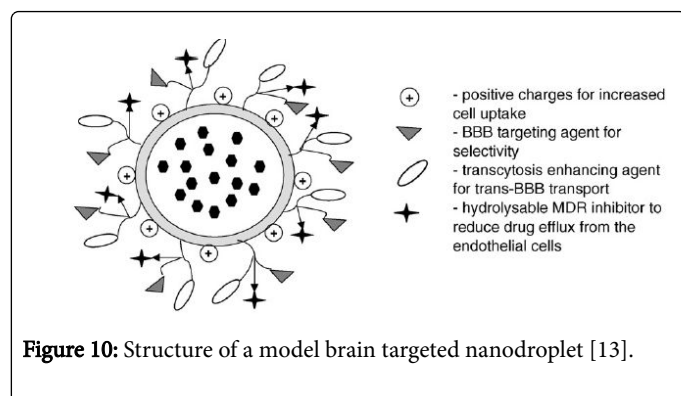 + - positive charges for increased
cell uptake
- BBB targeting agent for
selectivity
- transcytosis enhancing agent
for trans-BBB transport
- hydrolysable MDR inhibitor to
reduce drug efflux from the
endothelial cells
Figure 10: Structure of a model brain targeted nanodroplet [13].